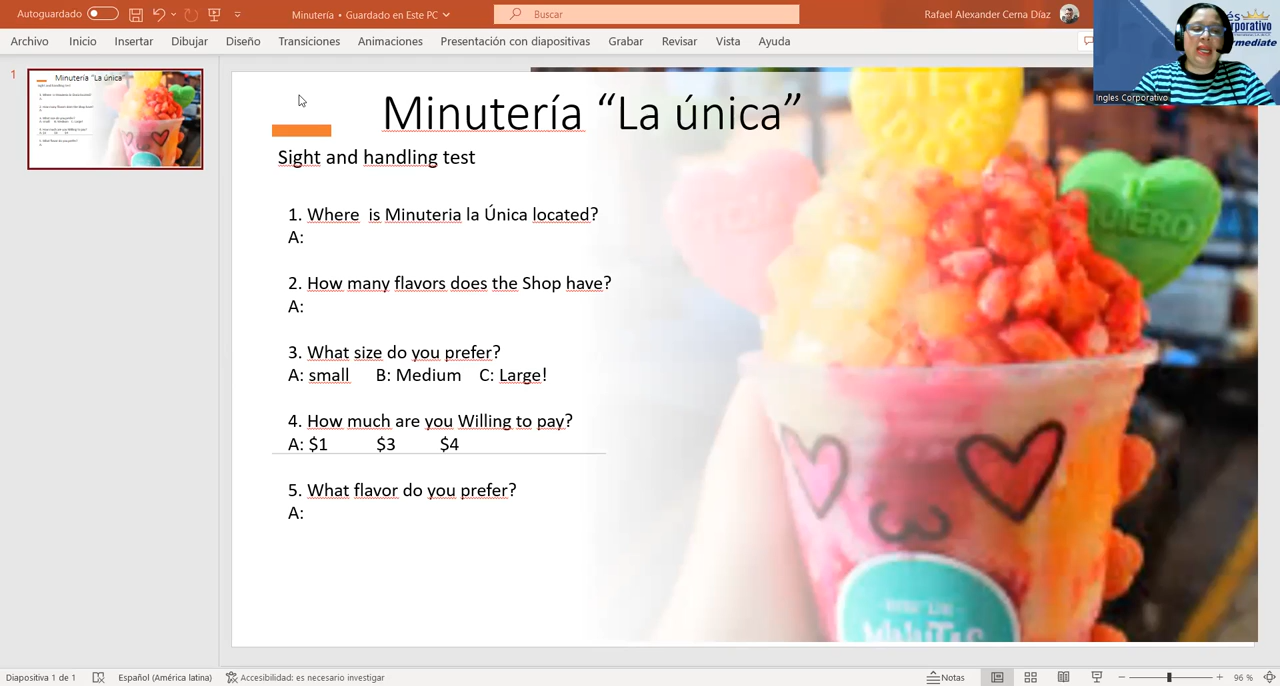 Autoguardado
Minutería • Guardado en Este PC
Buscar
Rafael Alexander Cerna Díaz
Archivo Inicio Insertar Dibujar Diseño Transiciones Animaciones Presentación con diapositivas Grabar Revisar Vista Ayuda
Corporativo
Ingles Corporativo
1
Minutería “La única”
Sight and handling test
1. Where is Minuteria la Única located?
A:
2. How many flavors does the Shop have?
A:
3. What size do you prefer?
A: small B: Medium C: Large!
4. How much are you Willing to pay?
A: $1 $3 $4
5. What flavor do you prefer?
A:
Diapositiva 1 de 1
Español (América latina)
Accesibilidad: es necesario investigar
Notas
96 %